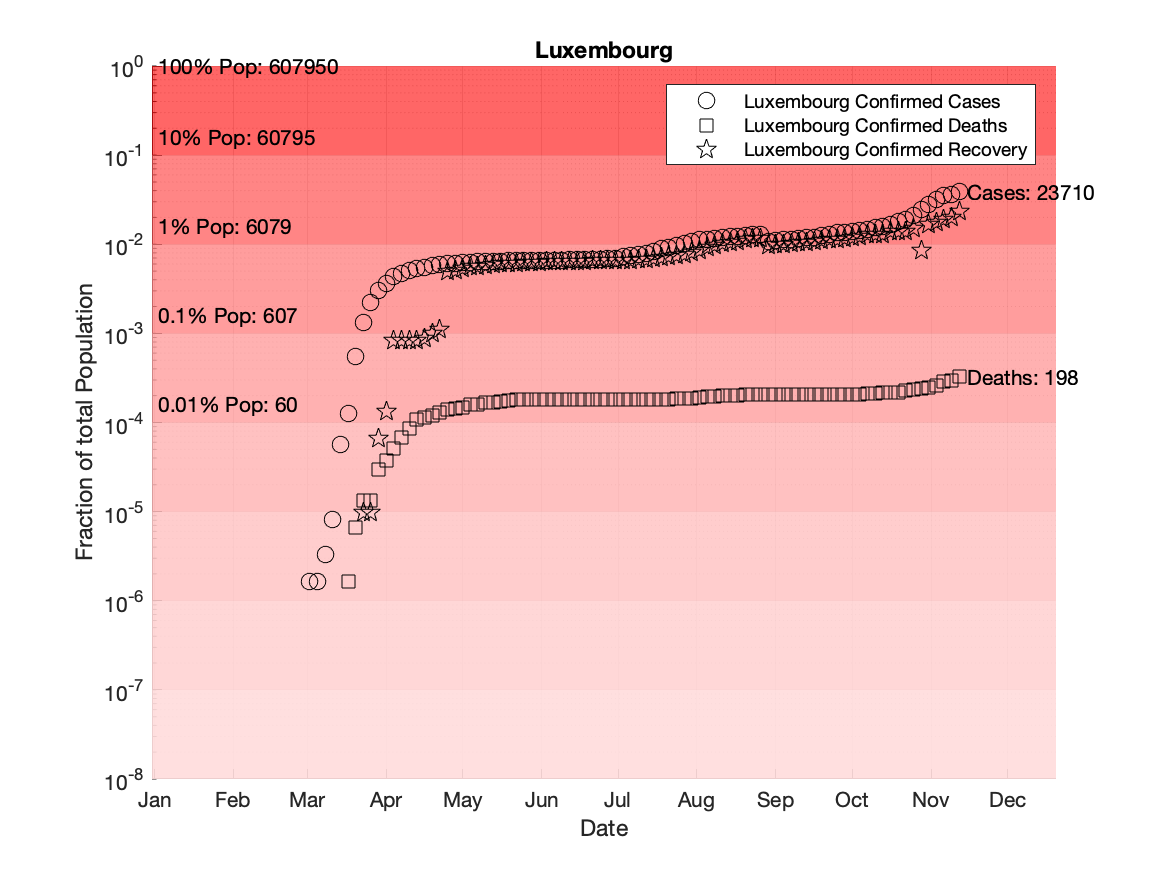 Luxembourg
10^0
100% Pop: 607950
Luxembourg Confirmed Cases
Luxembourg Confirmed Deaths
Luxembourg Confirmed Recovery
10% Pop: 60795
10^-1
Cases: 23710
1% Pop: 6079
10^-2
0.1% Pop: 607
10^-3
Deaths: 198
0.01% Pop: 60
10^-4
10^-5
10^-6
10^-7
10^-8
Fraction of total Population
Jan Feb Mar Apr May Jun Jul Aug Sep Oct Nov Dec
Date